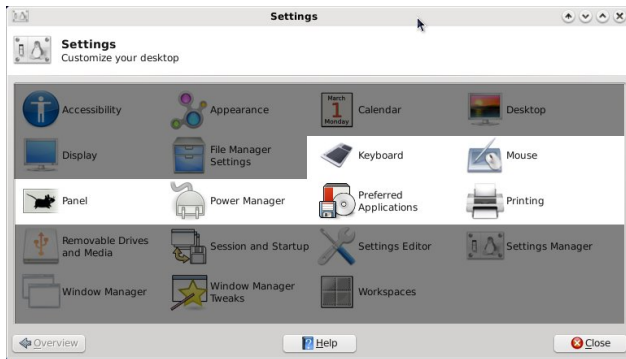 Settings
Settings
Customize your desktop
Accessibility
Appearance
March
1
Monday
Calendar
Desktop
Display
File Manager
Settings
Keyboard
Mouse
Panel
Power Manager
Preferred
Applications
Printing
Removable Drives
and Media
Session and Startup
Settings Editor
Settings Manager
Window Manager
Window Manager
Tweaks
Workspaces
Overview
Help
Close